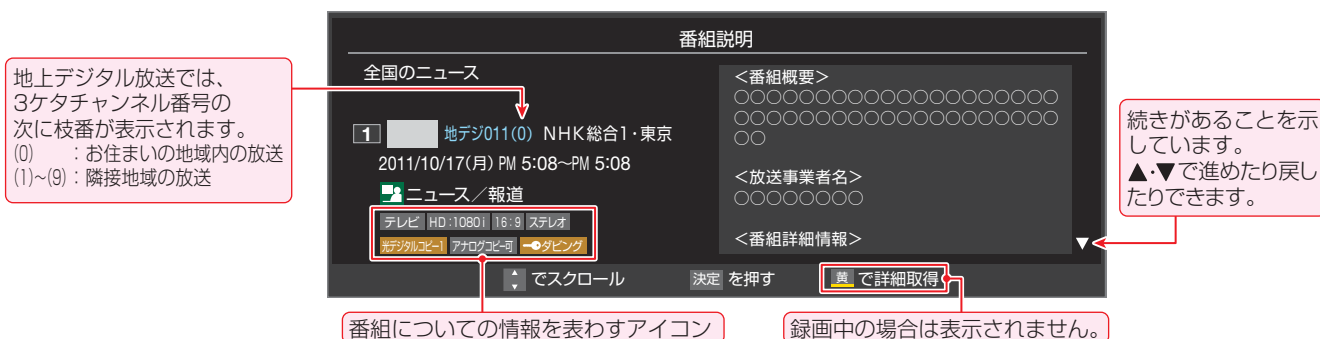 番組説明
地上デジタル放送では、
3ケタチャンネル番号の
次に枝番が表示されます。
(0)　　：お住まいの地域内の放送
(1)~(9)：隣接地域の放送
全国のニュース
1 地デジ011(0) NHK総合1・東京
2011/10/17(月) PM 5:08~PM 5:08
ニュース／報道
テレビ HD:1080i 16:9 ステレオ
光デジタルコピー1 アナログコピー可 ダビング
<番組概要>
○○○○○○○○○○○○○○○○○○○○
○○○○○○○○○○○○○○○○○○○○
○○
<放送事業者名>
○○○○○○○○
<番組詳細情報>
▼
続きがあることを示
しています。
▲・▼で進めたり戻し
たりできます。
でスクロール 決定 を押す 黄 で詳細取得
番組についての情報を表わすアイコン
録画中の場合は表示されません。